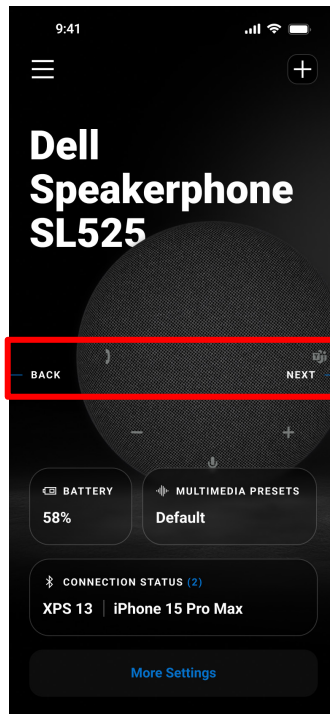 9:41
Dell
Speakerphone
SL525
BACK NEXT
BATTERY
58%
MULTIMEDIA PRESETS
Default
CONNECTION STATUS (2)
XPS 13 | iPhone 15 Pro Max
More Settings